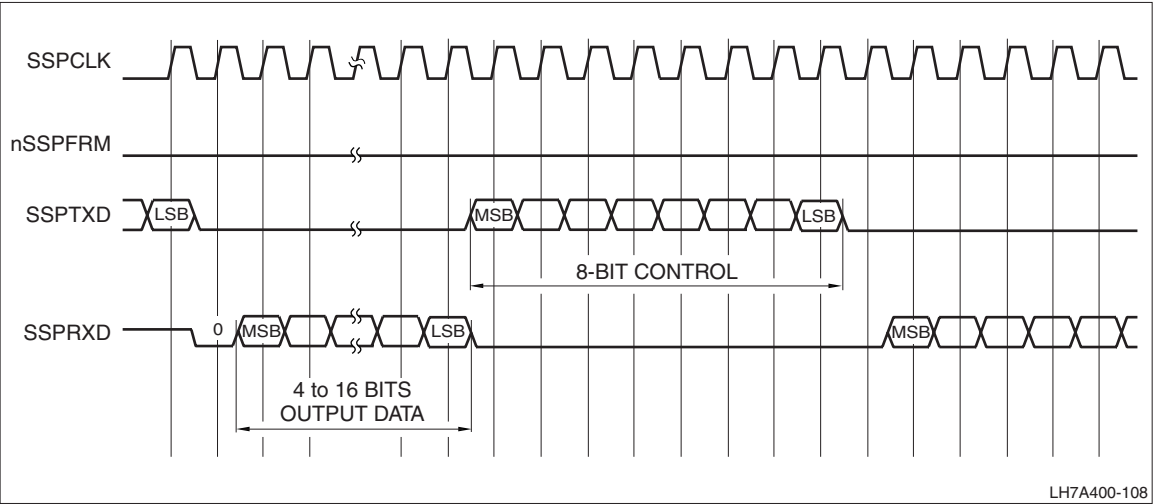 SSPCLK
nSSPFRM
SSPTXD
LSB
MSB
LSB
8-BIT CONTROL
SSPRXD
0
MSB
LSB
MSB
4 to 16 BITS
OUTPUT DATA
LH7A400-108